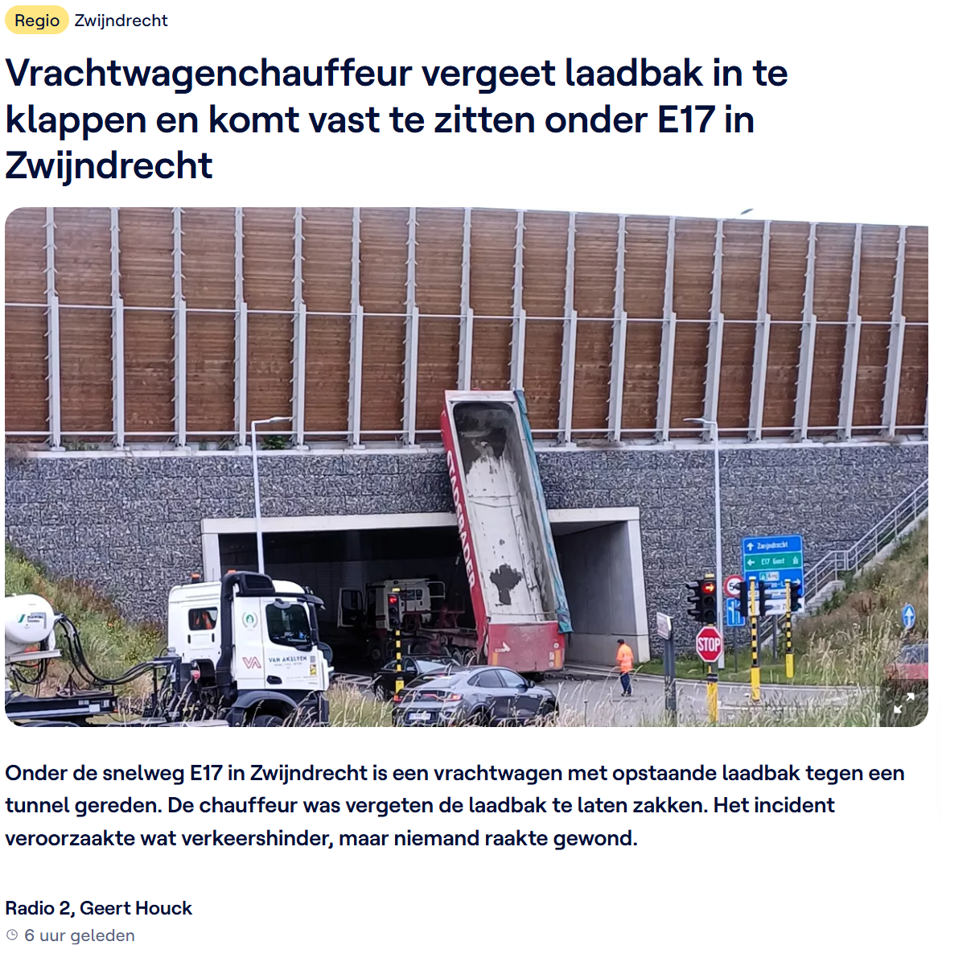 Regio Zwijndrecht
Vrachtwagenchauffeur vergeet laadbak in te
klappen en komt vast te zitten onder E17 in
Zwijndrecht
STADSBADER
Zwijndrecht
E17 Gent
VAN AKELYEN
STOP
Onder de snelweg E17 in Zwijndrecht is een vrachtwagen met opstaande laadbak tegen een
tunnel gereden. De chauffeur was vergeten de laadbak te laten zakken. Het incident
veroorzaakte wat verkeershinder, maar niemand raakte gewond.
Radio 2, Geert Houck
6 uur geleden